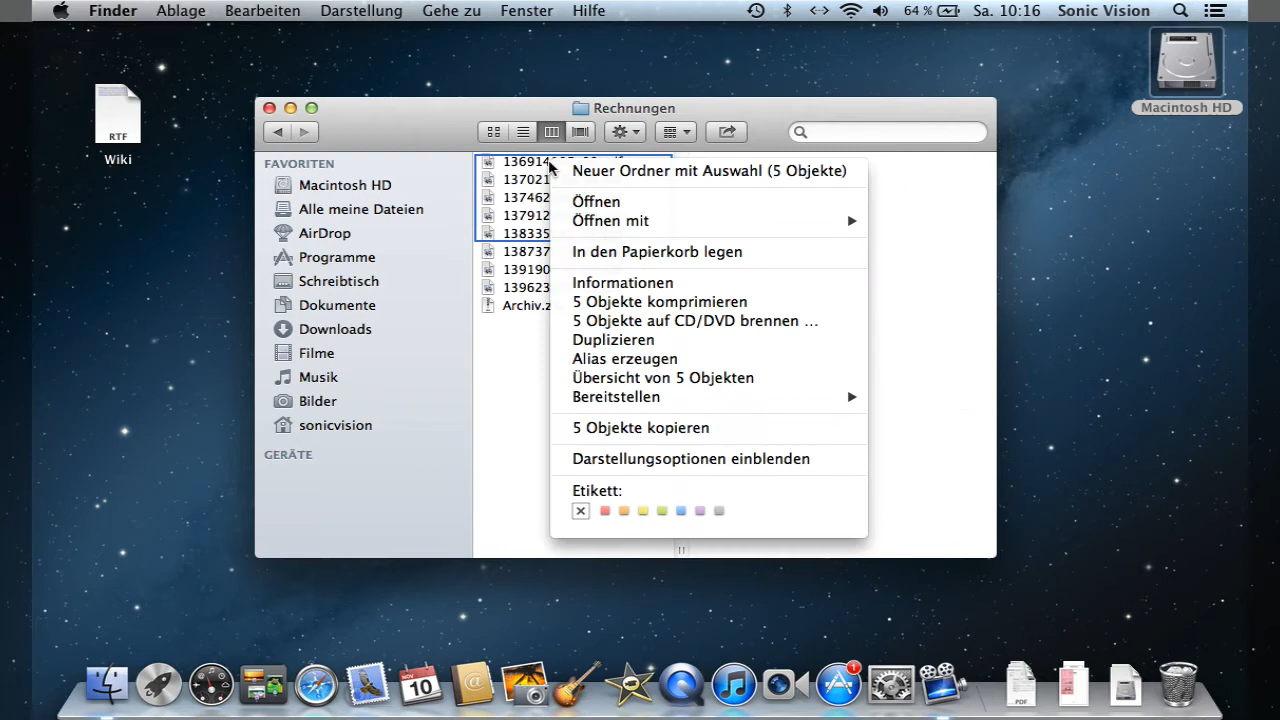 Finder Ablage Bearbeiten Darstellung Gehe zu Fenster Hilfe 64 % Sa. 10:16 Sonic Vision
Macintosh HD
RTF
Wiki
Rechnungen
FAVORITEN
Macintosh HD
Alle meine Dateien
AirDrop
Programme
Schreibtisch
Dokumente
Downloads
Filme
Musik
Bilder
sonicvision
GERÄTE
137021
137462
137912
138335
138737
139190
139623
Archiv.z
Neuer Ordner mit Auswahl (5 Objekte)
Öffnen
Öffnen mit
In den Papierkorb legen
Informationen
5 Objekte komprimieren
5 Objekte auf CD/DVD brennen ...
Duplizieren
Alias erzeugen
Übersicht von 5 Objekten
Bereitstellen
5 Objekte kopieren
Darstellungsoptionen einblenden
Etikett:
NOV
10
1
PDF